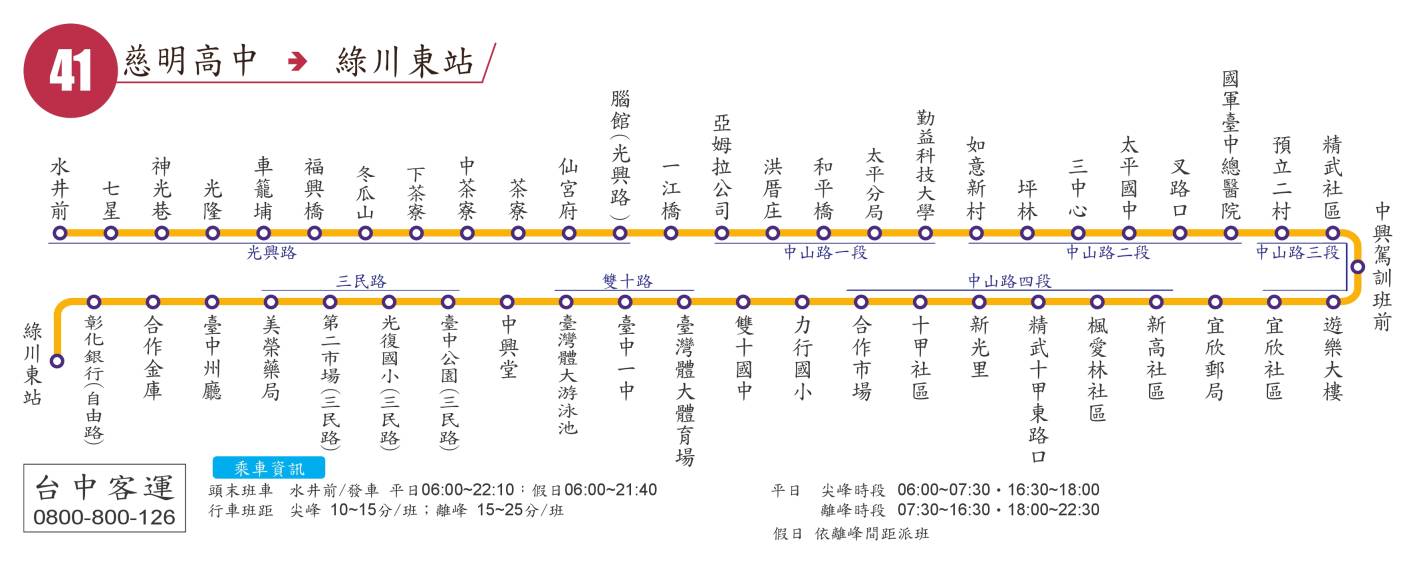 41 慈明高中 → 綠川東站
水井前
七星
神光巷
光隆
車籠埔
福興橋
冬瓜山
下茶寮
中茶寮
茶寮
仙宮府
腦館(光興路)
一江橋
亞姆拉公司
洪厝庄
和平橋
太平分局
勤益科技大學
如意新村
坪林
三中心
太平國中
叉路口
國軍臺中總醫院
預立二村
精武社區
中興駕訓班前
光興路
中山路一段
中山路二段
中山路三段
三民路
雙十路
中山路四段
綠川東站
彰化銀行(自由路)
合作金庫
臺中州廳
美榮藥局
第二市場(三民路)
光復國小(三民路)
臺中公園(三民路)
中興堂
臺灣體大游泳池
臺中一中
臺灣體大體育場
雙十國中
力行國小
合作市場
十甲社區
新光里
精武十甲東路口
楓愛林社區
新高社區
宜欣郵局
宜欣社區
遊樂大樓
台中客運
0800-800-126
乘車資訊
頭末班車 水井前/發車 平日06:00~22:10；假日06:00~21:40
行車班距 尖峰 10~15分/班；離峰 15~25分/班
平日 尖峰時段 06:00~07:30・16:30~18:00
離峰時段 07:30~16:30・18:00~22:30
假日 依離峰間距派班